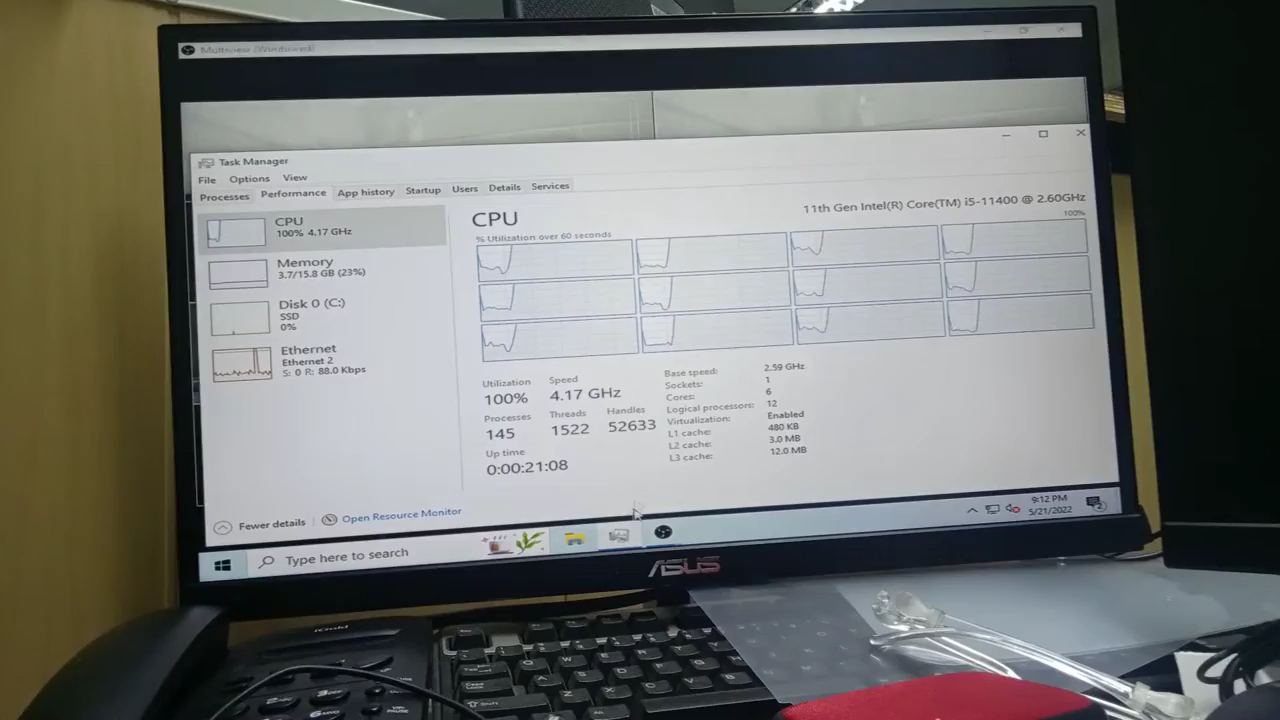 Multiview (Windowed)
Task Manager
File Options View
Processes Performance App history Startup Users Details Services
CPU
100% 4.17 GHz
Memory
3.7/15.8 GB (23%)
Disk 0 (C:)
SSD
0%
Ethernet
Ethernet 2
S: 0 R: 88.0 Kbps
CPU
11th Gen Intel(R) Core(TM) i5-11400 @ 2.60GHz
% Utilization over 60 seconds
100%
Utilization Speed
100% 4.17 GHz
Processes Threads Handles
145 1522 52633
Up time
0:00:21:08
Base speed: 2.59 GHz
Sockets: 1
Cores: 6
Logical processors: 12
Virtualization: Enabled
L1 cache: 480 KB
L2 cache: 3.0 MB
L3 cache: 12.0 MB
Fewer details
Open Resource Monitor
Type here to search
9:12 PM
5/21/2022
2
ASUS